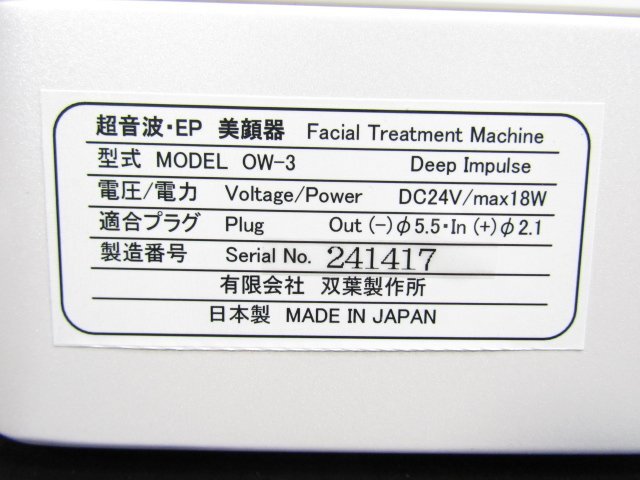 超音波・EP 美顔器 Facial Treatment Machine
型式 MODEL OW-3 Deep Impulse
電圧/電力 Voltage/Power DC24V/max18W
適合プラグ Plug Out(-)φ5.5・In(+)φ2.1
製造番号 Serial No. 241417
有限会社 双葉製作所
日本製 MADE IN JAPAN